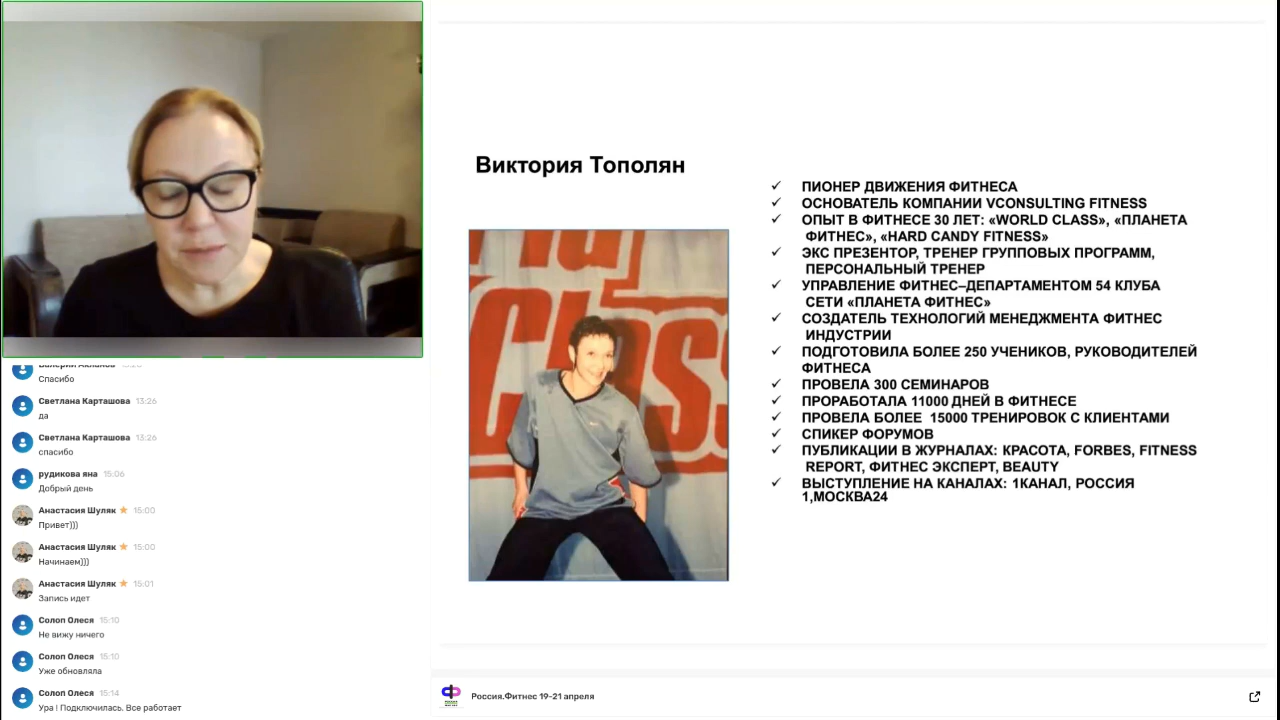 Спасибо
Светлана Карташова 13:26
да
Светлана Карташова 13:26
спасибо
рудикова яна 15:06
Добрый день
Анастасия Шуляк 15:00
Привет)))
Анастасия Шуляк 15:00
Начинаем)))
Анастасия Шуляк 15:01
Запись идет
Солоп Олеся 15:10
Не вижу ничего
Солоп Олеся 15:10
Уже обновляла
Солоп Олеся 15:14
Ура ! Подключилась. Все работает
Виктория Тополян
Class
ПИОНЕР ДВИЖЕНИЯ ФИТНЕСА
ОСНОВАТЕЛЬ КОМПАНИИ VCONSULTING FITNESS
ОПЫТ В ФИТНЕСЕ 30 ЛЕТ: «WORLD CLASS», «ПЛАНЕТА
ФИТНЕС», «HARD CANDY FITNESS»
ЭКС ПРЕЗЕНТОР, ТРЕНЕР ГРУППОВЫХ ПРОГРАММ,
ПЕРСОНАЛЬНЫЙ ТРЕНЕР
УПРАВЛЕНИЕ ФИТНЕС–ДЕПАРТАМЕНТОМ 54 КЛУБА
СЕТИ «ПЛАНЕТА ФИТНЕС»
СОЗДАТЕЛЬ ТЕХНОЛОГИЙ МЕНЕДЖМЕНТА ФИТНЕС
ИНДУСТРИИ
ПОДГОТОВИЛА БОЛЕЕ 250 УЧЕНИКОВ, РУКОВОДИТЕЛЕЙ
ФИТНЕСА
ПРОВЕЛА 300 СЕМИНАРОВ
ПРОРАБОТАЛА 11000 ДНЕЙ В ФИТНЕСЕ
ПРОВЕЛА БОЛЕЕ 15000 ТРЕНИРОВОК С КЛИЕНТАМИ
СПИКЕР ФОРУМОВ
ПУБЛИКАЦИИ В ЖУРНАЛАХ: КРАСОТА, FORBES, FITNESS
REPORT, ФИТНЕС ЭКСПЕРТ, BEAUTY
ВЫСТУПЛЕНИЕ НА КАНАЛАХ: 1КАНАЛ, РОССИЯ
1,МОСКВА24
Россия.Фитнес 19-21 апреля